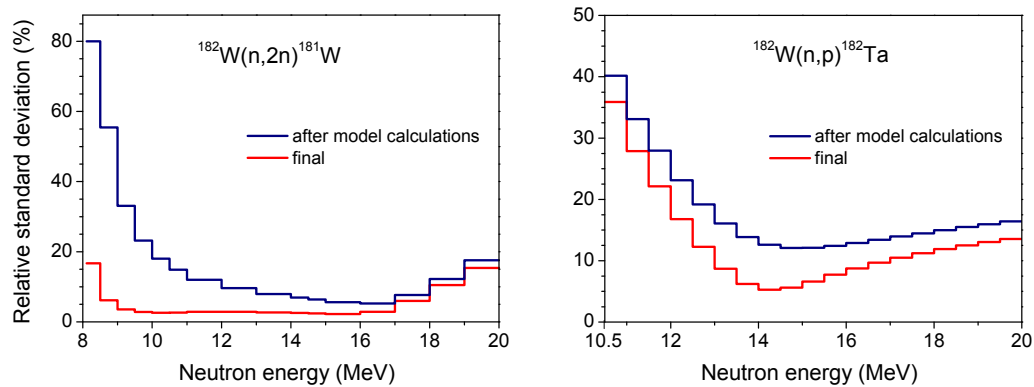 Relative standard deviation (%)
80
60
40
20
0
¹⁸²W(n,2n)¹⁸¹W
after model calculations
final
8 10 12 14 16 18 20
Neutron energy (MeV)
50
40
30
20
10
0
¹⁸²W(n,p)¹⁸²Ta
after model calculations
final
10.5 12 14 16 18 20
Neutron energy (MeV)